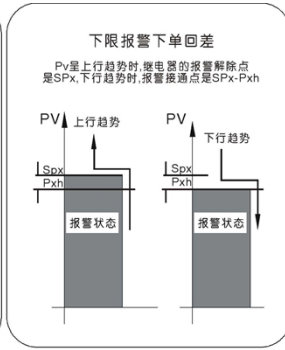 下限报警下单回差
Pv呈上行趋势时,继电器的报警解除点
是SPx,下行趋势时,报警接通点是SPx-Pxh
PV 上行趋势
Spx
Pxh
报警状态
PV 下行趋势
Spx
Pxh
报警状态